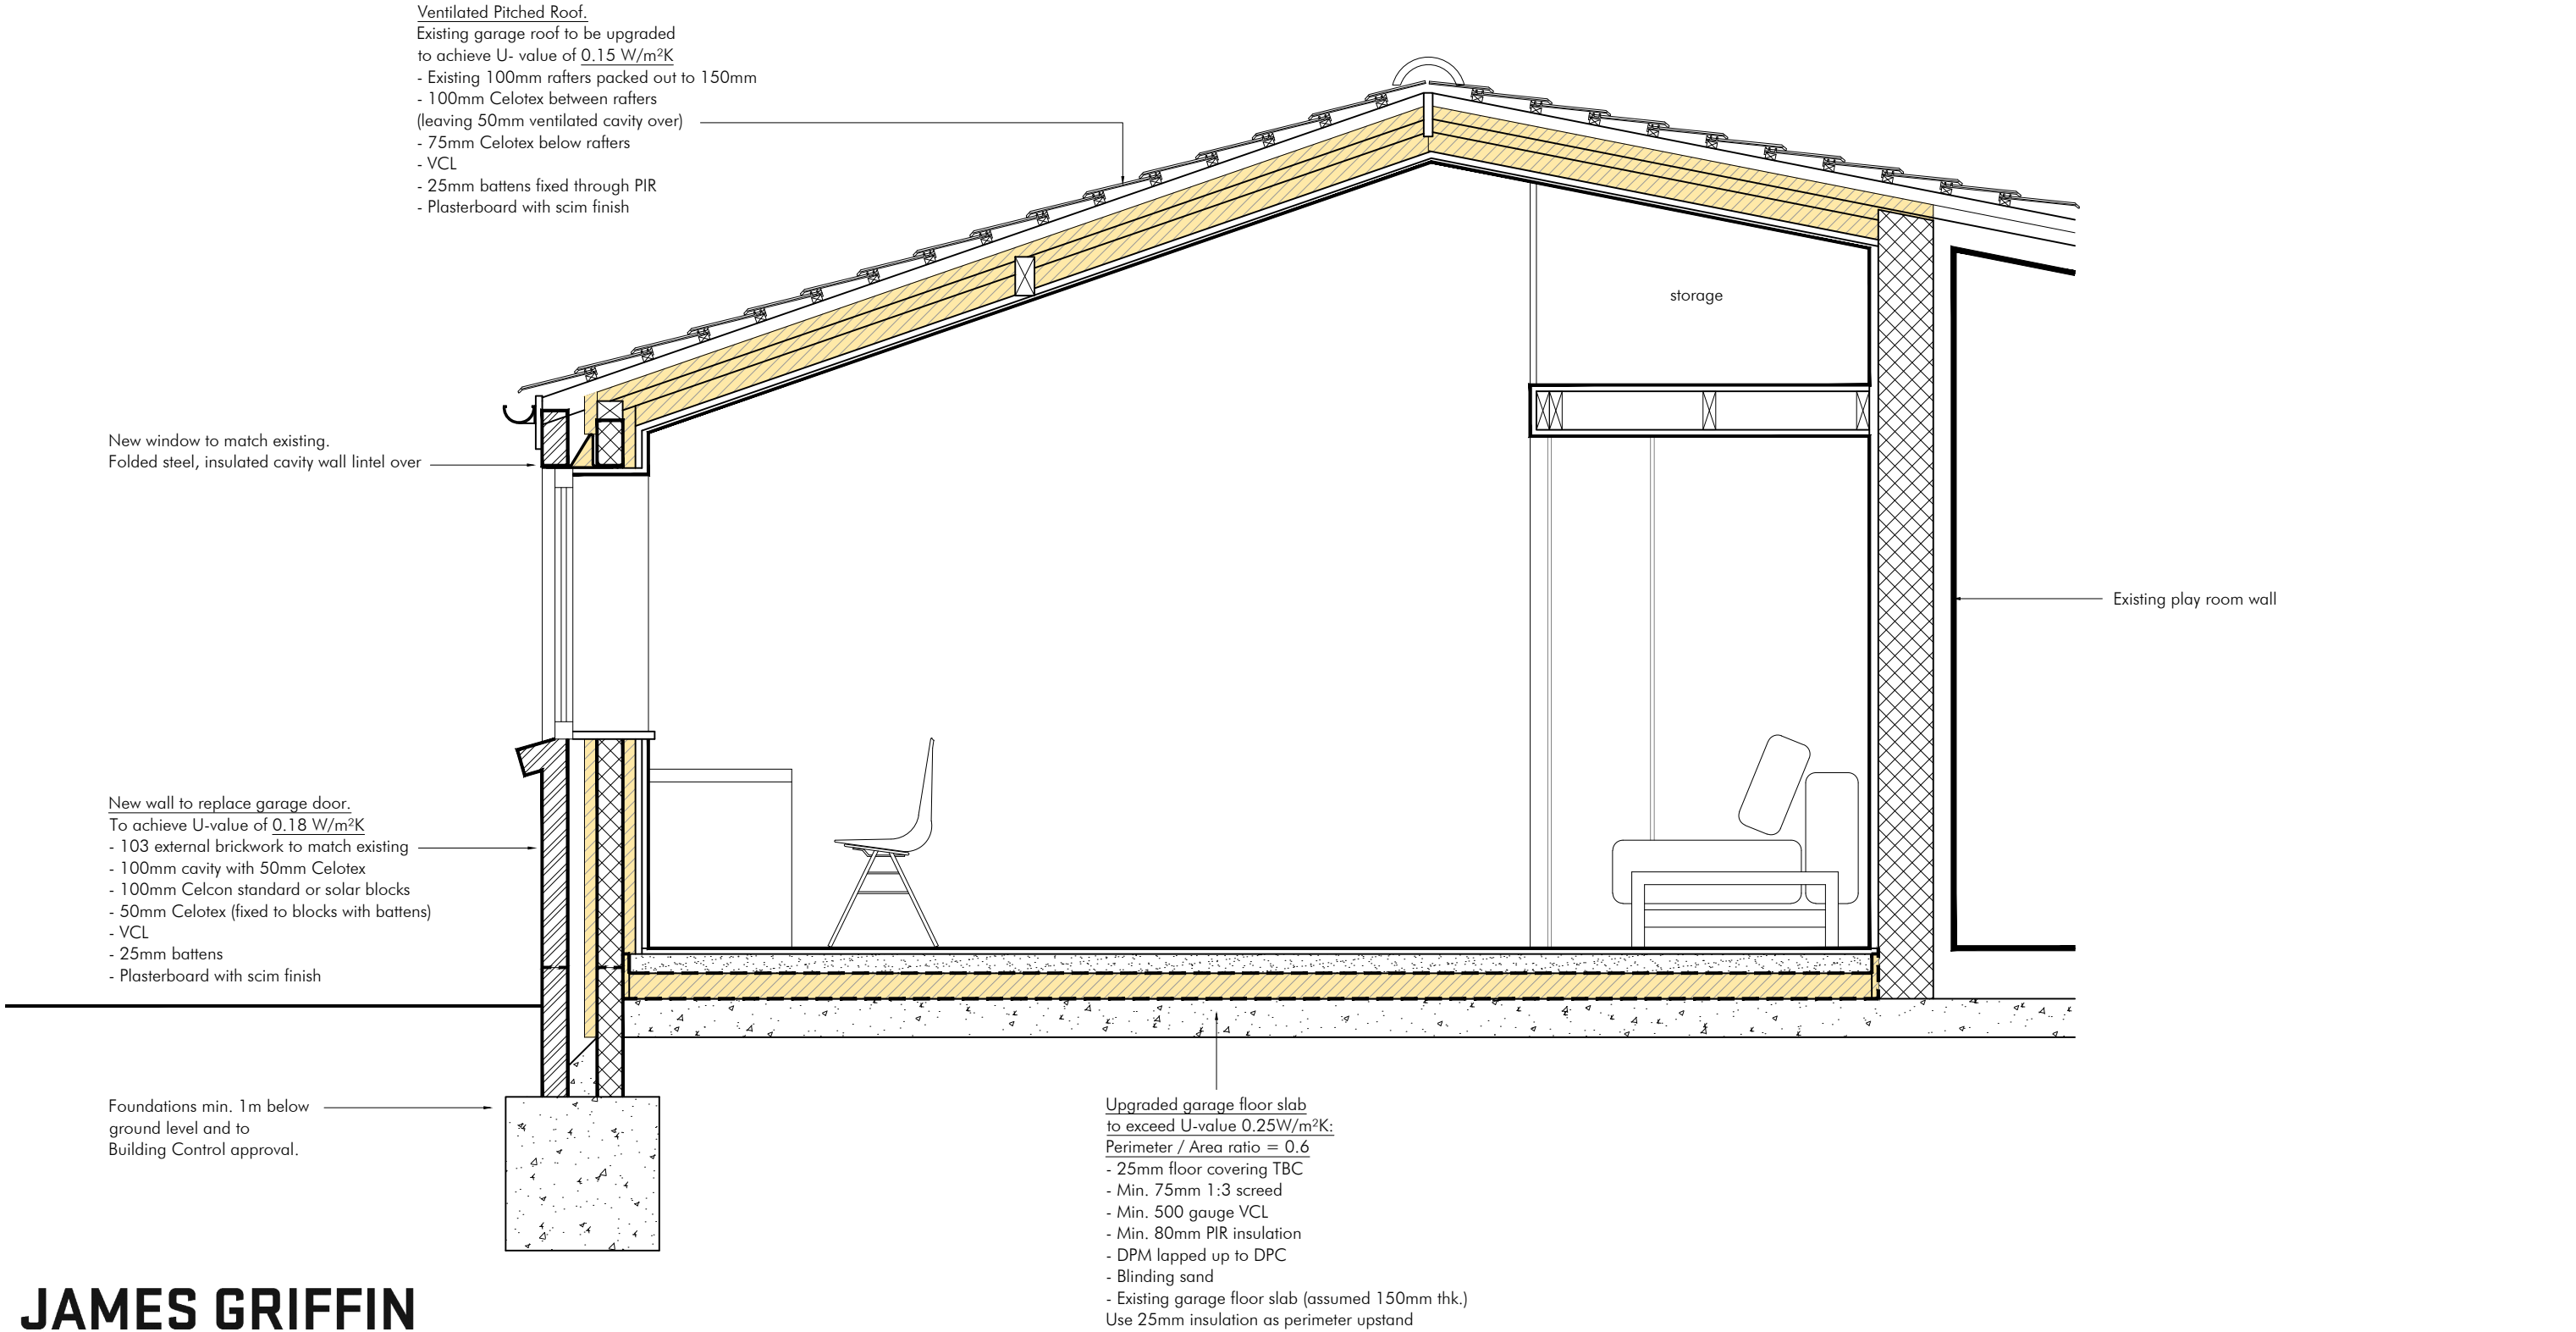 Ventilated Pitched Roof.
Existing garage roof to be upgraded
to achieve U- value of 0.15 W/m²K
- Existing 100mm rafters packed out to 150mm
- 100mm Celotex between rafters
(leaving 50mm ventilated cavity over)
- 75mm Celotex below rafters
- VCL
- 25mm battens fixed through PIR
- Plasterboard with scim finish
storage
New window to match existing.
Folded steel, insulated cavity wall lintel over
Existing play room wall
New wall to replace garage door.
To achieve U-value of 0.18 W/m²K
- 103 external brickwork to match existing
- 100mm cavity with 50mm Celotex
- 100mm Celcon standard or solar blocks
- 50mm Celotex (fixed to blocks with battens)
- VCL
- 25mm battens
- Plasterboard with scim finish
Foundations min. 1m below
ground level and to
Building Control approval.
Upgraded garage floor slab
to exceed U-value 0.25W/m²K:
Perimeter / Area ratio = 0.6
- 25mm floor covering TBC
- Min. 75mm 1:3 screed
- Min. 500 gauge VCL
- Min. 80mm PIR insulation
- DPM lapped up to DPC
- Blinding sand
- Existing garage floor slab (assumed 150mm thk.)
Use 25mm insulation as perimeter upstand
JAMES GRIFFIN